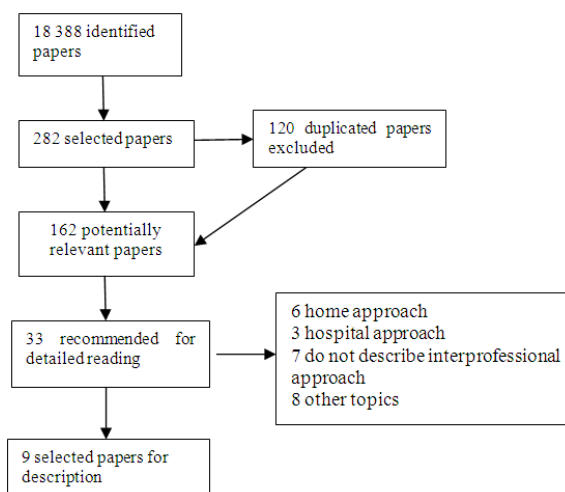 18 388 identified
papers
282 selected papers
120 duplicated papers
excluded
162 potentially
relevant papers
33 recommended for
detailed reading
6 home approach
3 hospital approach
7 do not describe interprofessional
approach
8 other topics
9 selected papers for
description